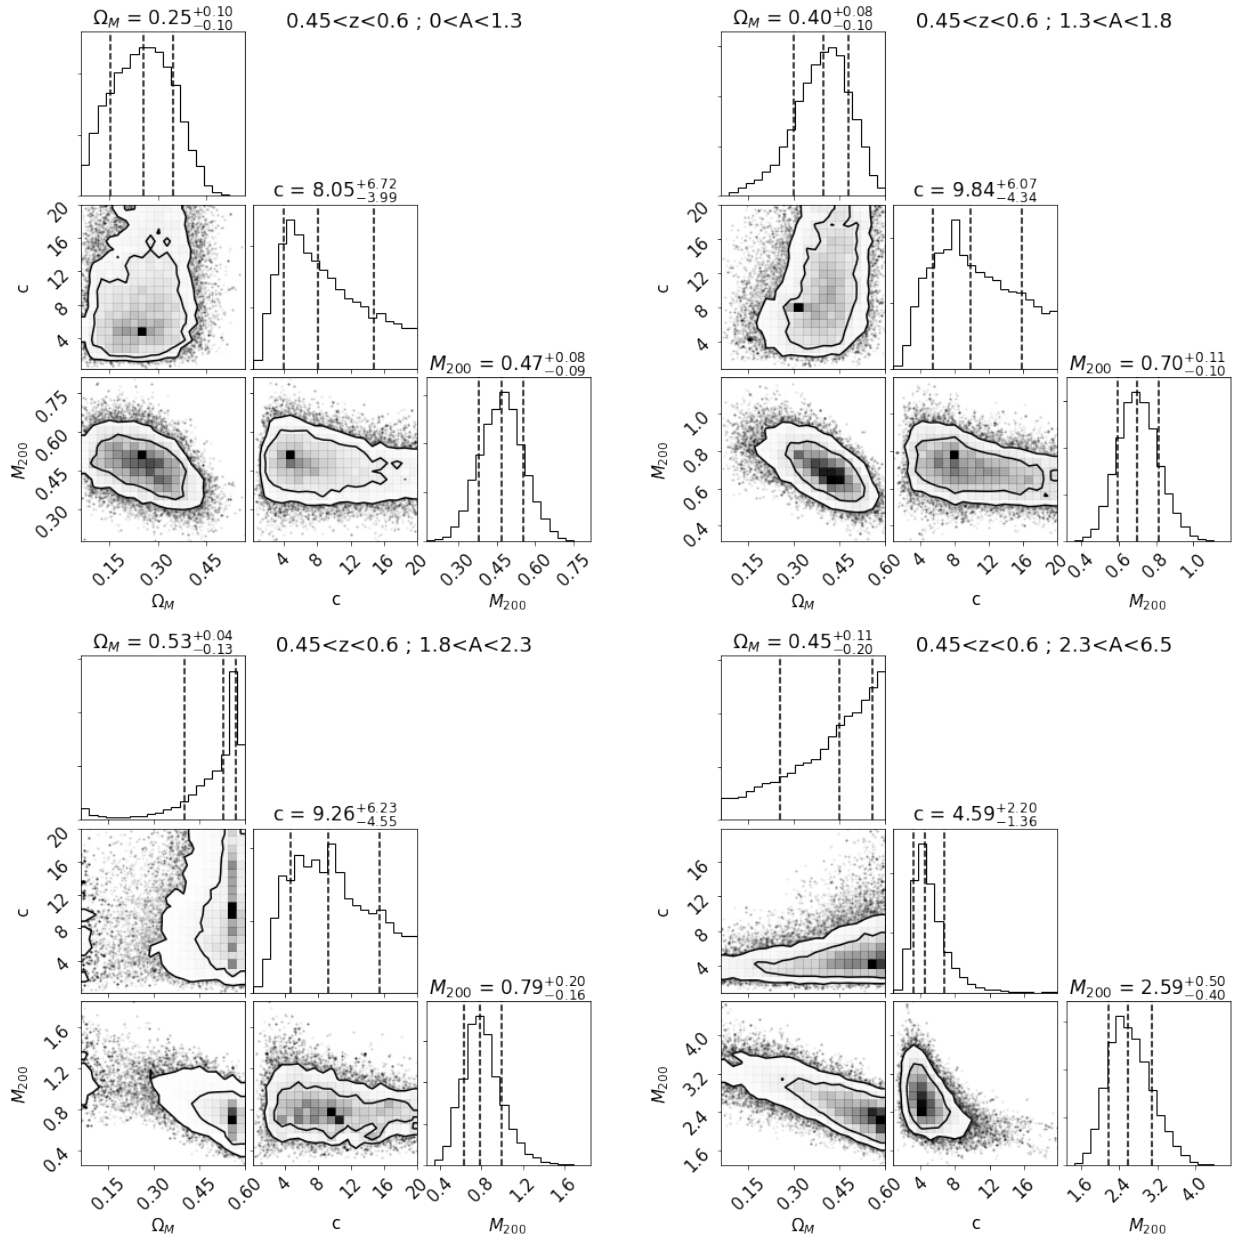 Ω_M = 0.25^{+0.10}_{-0.10}
0.45<z<0.6 ; 0<A<1.3
c = 8.05^{+6.72}_{-3.99}
20
16
12
8
4
c
M_200 = 0.47^{+0.08}_{-0.09}
0.75
0.60
0.45
0.30
M_200
0.15 0.30 0.45
Ω_M
4 8 12 16 20
c
0.30 0.45 0.60 0.75
M_200
Ω_M = 0.40^{+0.08}_{-0.10}
0.45<z<0.6 ; 1.3<A<1.8
c = 9.84^{+6.07}_{-4.34}
20
16
12
8
4
c
M_200 = 0.70^{+0.11}_{-0.10}
1.0
0.8
0.6
0.4
M_200
0.15 0.30 0.45 0.60
Ω_M
4 8 12 16 20
c
0.4 0.6 0.8 1.0
M_200
Ω_M = 0.53^{+0.04}_{-0.13}
0.45<z<0.6 ; 1.8<A<2.3
c = 9.26^{+6.23}_{-4.55}
20
16
12
8
4
c
M_200 = 0.79^{+0.20}_{-0.16}
1.6
1.2
0.8
0.4
M_200
0.15 0.30 0.45 0.60
Ω_M
4 8 12 16 20
c
0.4 0.8 1.2 1.6
M_200
Ω_M = 0.45^{+0.11}_{-0.20}
0.45<z<0.6 ; 2.3<A<6.5
c = 4.59^{+2.20}_{-1.36}
16
12
8
4
c
M_200 = 2.59^{+0.50}_{-0.40}
4.0
3.2
2.4
1.6
M_200
0.15 0.30 0.45 0.60
Ω_M
4 8 12 16
c
1.6 2.4 3.2 4.0
M_200